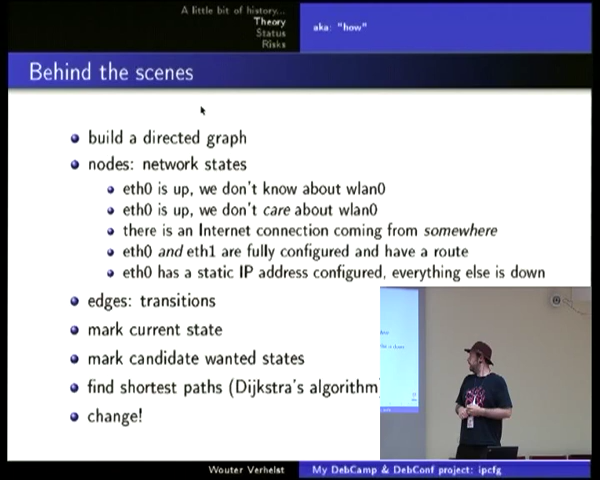 A little bit of history...
Theory
Status
Risks
aka: "how"
Behind the scenes
build a directed graph
nodes: network states
eth0 is up, we don't know about wlan0
eth0 is up, we don't care about wlan0
there is an Internet connection coming from somewhere
eth0 and eth1 are fully configured and have a route
eth0 has a static IP address configured, everything else is down
edges: transitions
mark current state
mark candidate wanted states
find shortest paths (Dijkstra's algorithm
change!
Wouter Verhelst My DebCamp & DebConf project: ipcfg